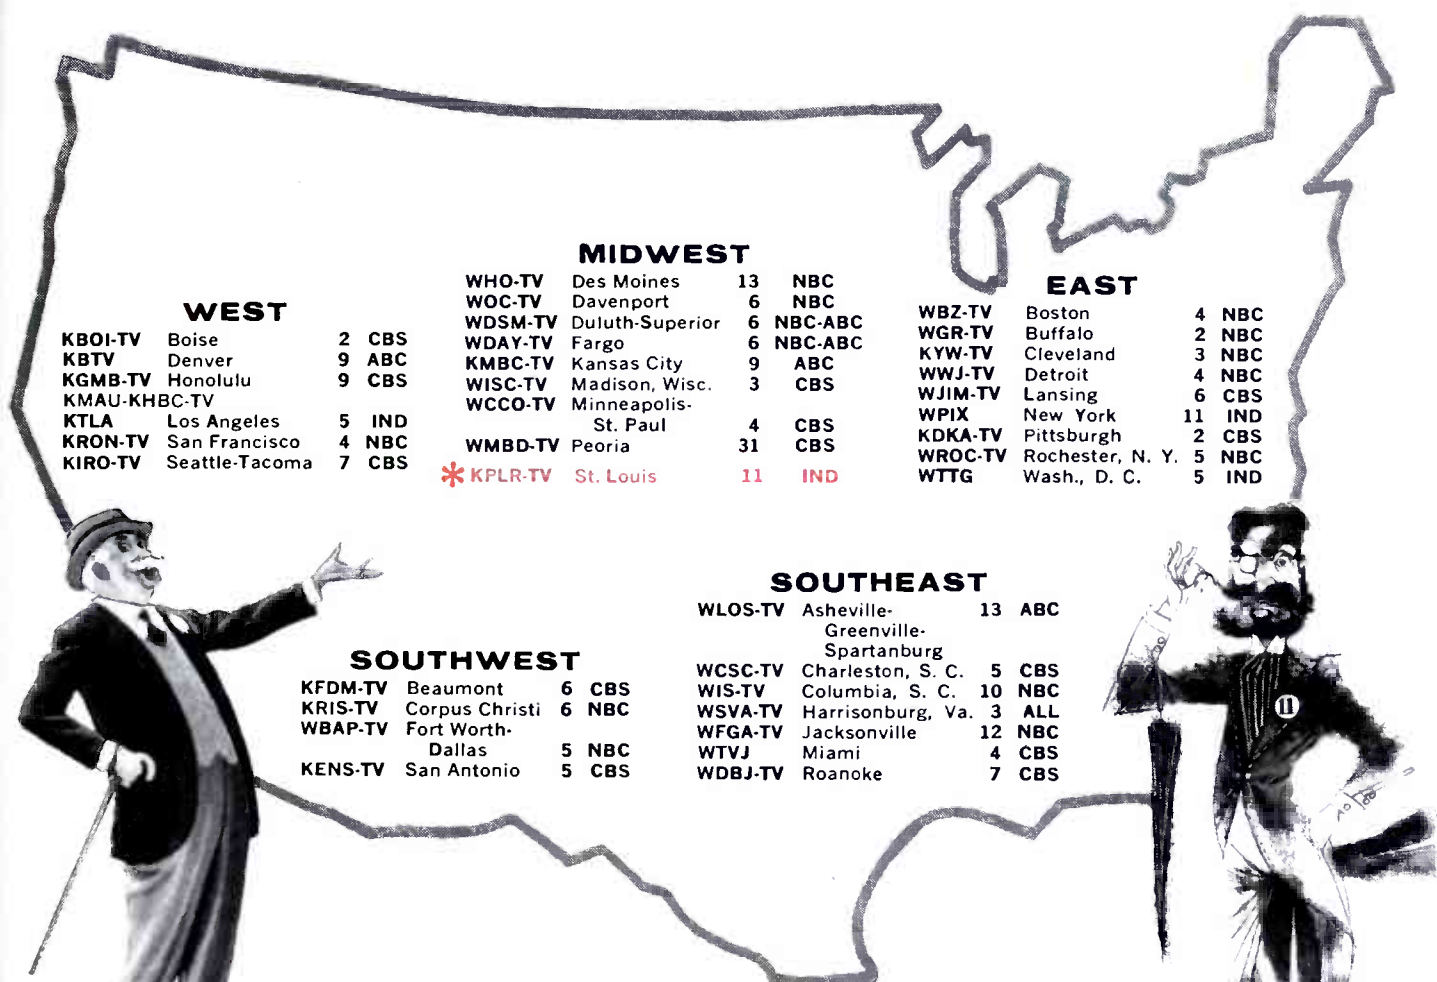 WEST
KBOI-TV Boise 2 CBS
KBTV Denver 9 ABC
KGMB-TV Honolulu 9 CBS
KMAU-KHBC-TV
KTLA Los Angeles 5 IND
KRON-TV San Francisco 4 NBC
KIRO-TV Seattle-Tacoma 7 CBS
MIDWEST
WHO-TV Des Moines 13 NBC
WOC-TV Davenport 6 NBC
WDSM-TV Duluth-Superior 6 NBC-ABC
WDAY-TV Fargo 6 NBC-ABC
KMBC-TV Kansas City 9 ABC
WISC-TV Madison, Wisc. 3 CBS
WCCO-TV Minneapolis-
St. Paul 4 CBS
WMBD-TV Peoria 31 CBS
* KPLR-TV St. Louis 11 IND
EAST
WBZ-TV Boston 4 NBC
WGR-TV Buffalo 2 NBC
KYW-TV Cleveland 3 NBC
WWJ-TV Detroit 4 NBC
WJIM-TV Lansing 6 CBS
WPIX New York 11 IND
KDKA-TV Pittsburgh 2 CBS
WROC-TV Rochester, N. Y. 5 NBC
WTTG Wash., D. C. 5 IND
SOUTHWEST
KFDM-TV Beaumont 6 CBS
KRIS-TV Corpus Christi 6 NBC
WBAP-TV Fort Worth-
Dallas 5 NBC
KENS-TV San Antonio 5 CBS
SOUTHEAST
WLOS-TV Asheville- 13 ABC
Greenville-
Spartanburg
WCSC-TV Charleston, S. C. 5 CBS
WIS-TV Columbia, S. C. 10 NBC
WSVA-TV Harrisonburg, Va. 3 ALL
WFGA-TV Jacksonville 12 NBC
WTVJ Miami 4 CBS
WDBJ-TV Roanoke 7 CBS
11